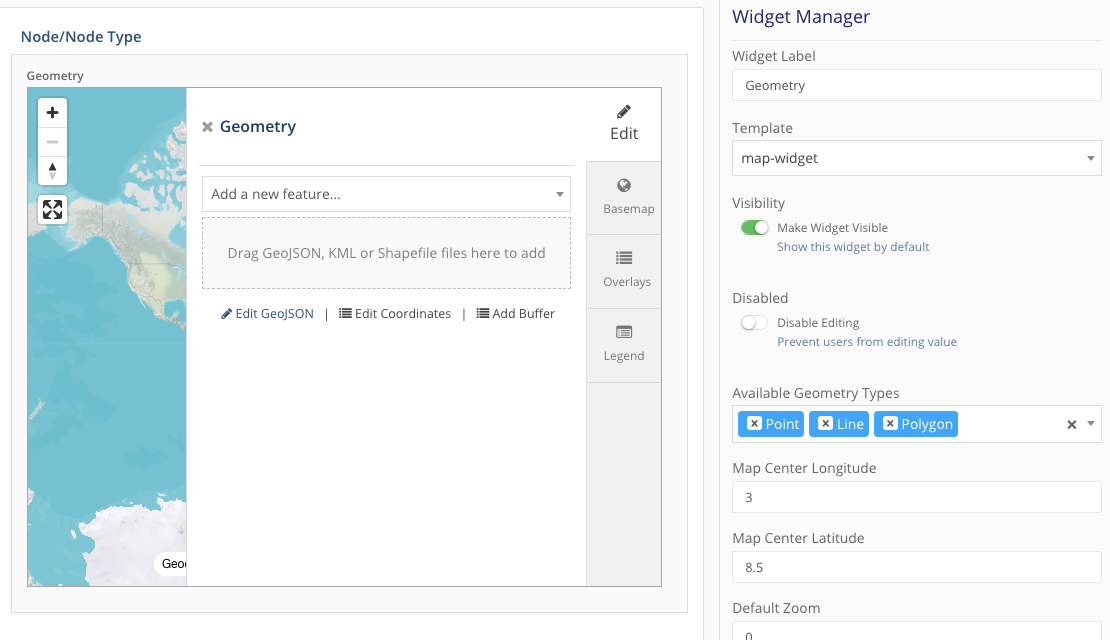 Node/Node Type
Geometry
Geometry
Edit
Add a new feature...
Drag GeoJSON, KML or Shapefile files here to add
Edit GeoJSON | Edit Coordinates | Add Buffer
Basemap
Overlays
Legend
Geo
Widget Manager
Widget Label
Geometry
Template
map-widget
Visibility
Make Widget Visible
Show this widget by default
Disabled
Disable Editing
Prevent users from editing value
Available Geometry Types
Point Line Polygon
Map Center Longitude
3
Map Center Latitude
8.5
Default Zoom
0